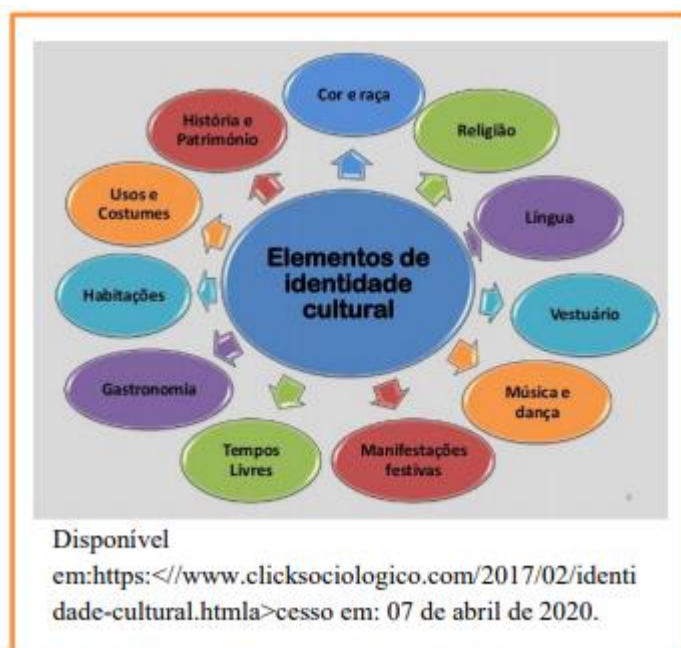 Cor e raça
Religião
Língua
Vestuário
Música e
dança
Manifestações
festivas
Tempos
Livres
Gastronomia
Habitações
Usos e
Costumes
História e
Património
Elementos de
identidade
cultural
Disponível
em:https:<//www.clicksociologico.com/2017/02/identi
dade-cultural.htmla>cesso em: 07 de abril de 2020.